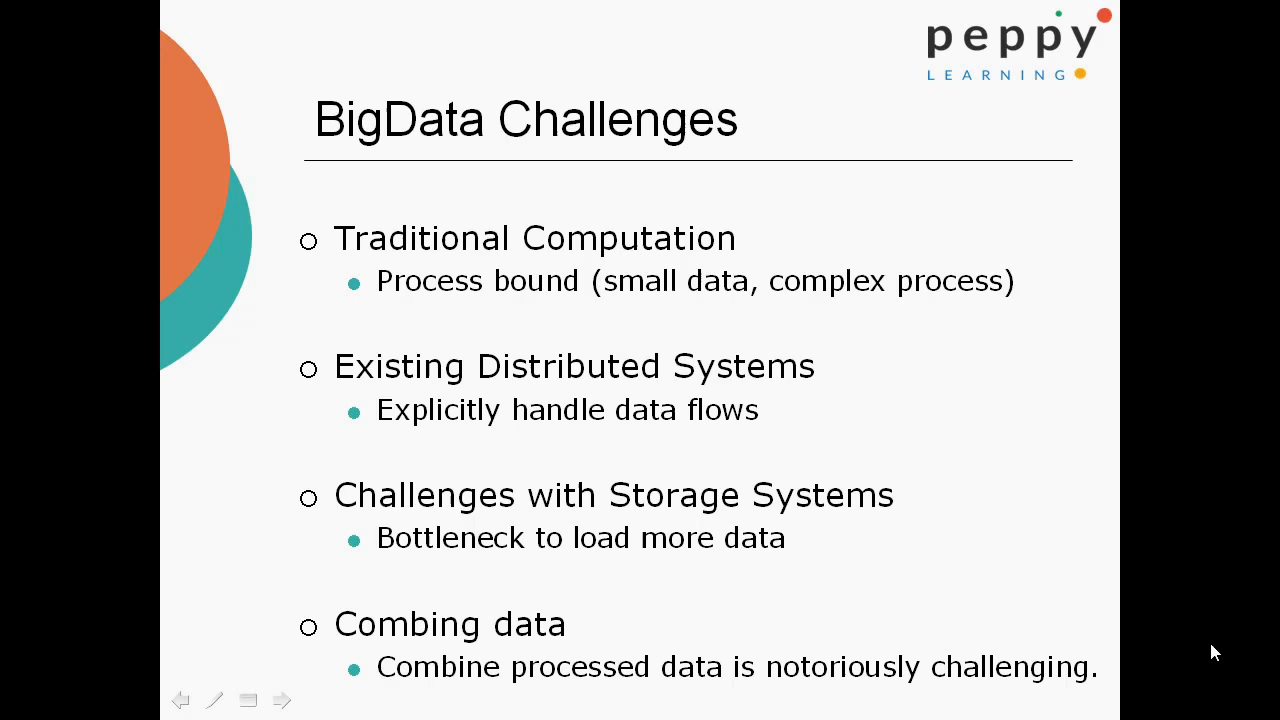 peppy
LEARNING
BigData Challenges
Traditional Computation
Process bound (small data, complex process)
Existing Distributed Systems
Explicitly handle data flows
Challenges with Storage Systems
Bottleneck to load more data
Combing data
Combine processed data is notoriously challenging.